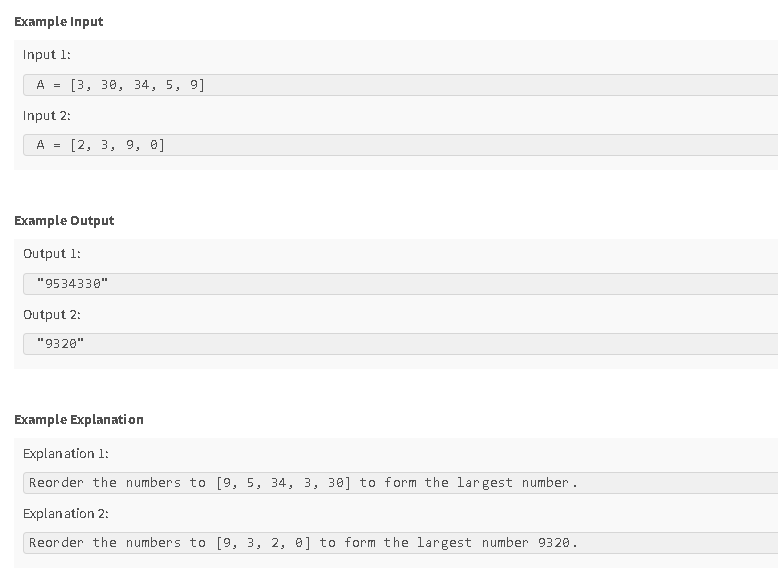 Example Input
Input 1:
A = [3, 30, 34, 5, 9]
Input 2:
A = [2, 3, 9, 0]
Example Output
Output 1:
"9534330"
Output 2:
"9320"
Example Explanation
Explanation 1:
Reorder the numbers to [9, 5, 34, 3, 30] to form the largest number.
Explanation 2:
Reorder the numbers to [9, 3, 2, 0] to form the largest number 9320.